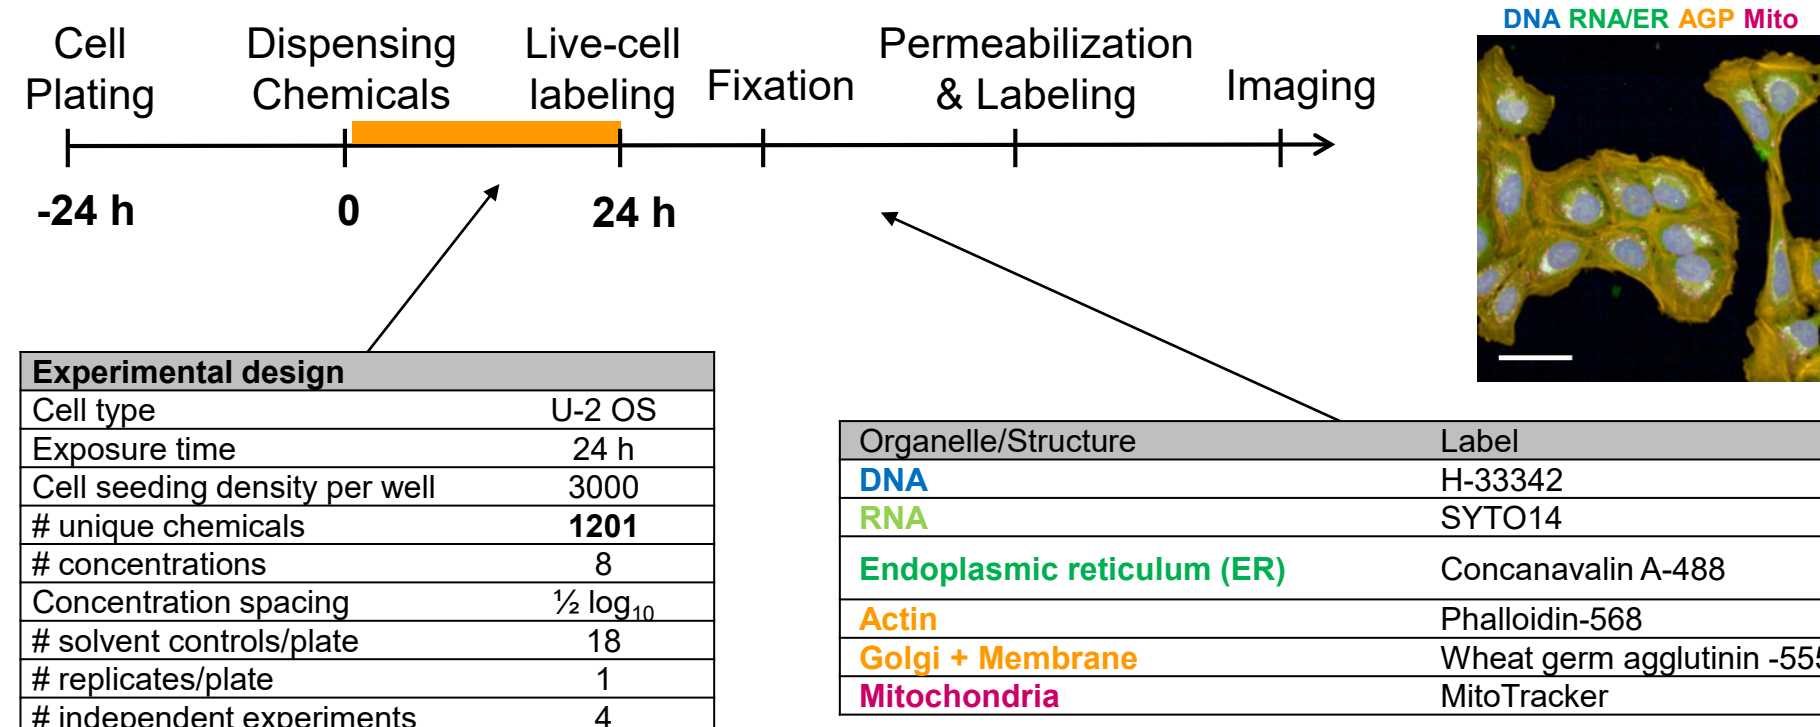 DNA RNA/ER AGP Mito
Cell Plating
Dispensing Chemicals
Live-cell labeling
Fixation
Permeabilization & Labeling
Imaging
-24 h 0 24 h
Experimental design
Cell type U-2 OS
Exposure time 24 h
Cell seeding density per well 3000
# unique chemicals 1201
# concentrations 8
Concentration spacing ½ log₁₀
# solvent controls/plate 18
# replicates/plate 1
# independent experiments 4
Organelle/Structure Label
DNA H-33342
RNA SYTO14
Endoplasmic reticulum (ER) Concanavalin A-488
Actin Phalloidin-568
Golgi + Membrane Wheat germ agglutinin -555
Mitochondria MitoTracker